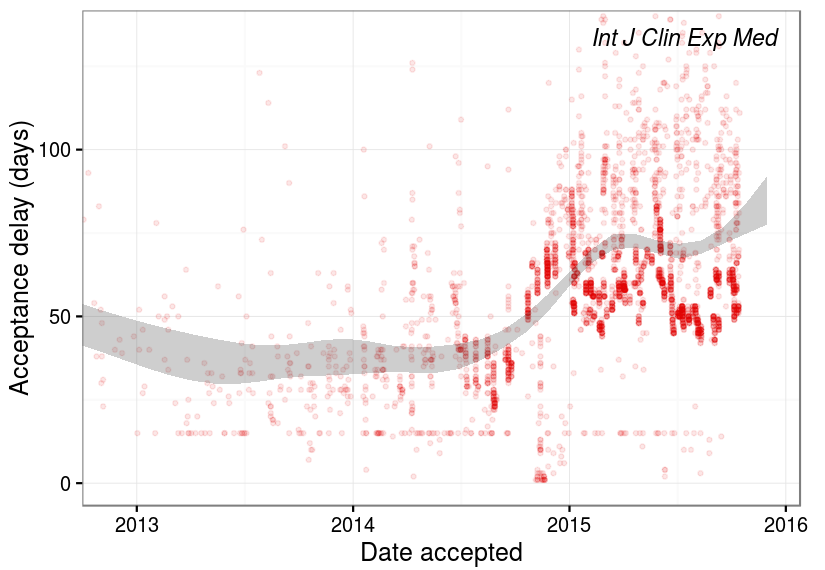 Int J Clin Exp Med
Acceptance delay (days)
100
50
0
2013
2014
2015
2016
Date accepted